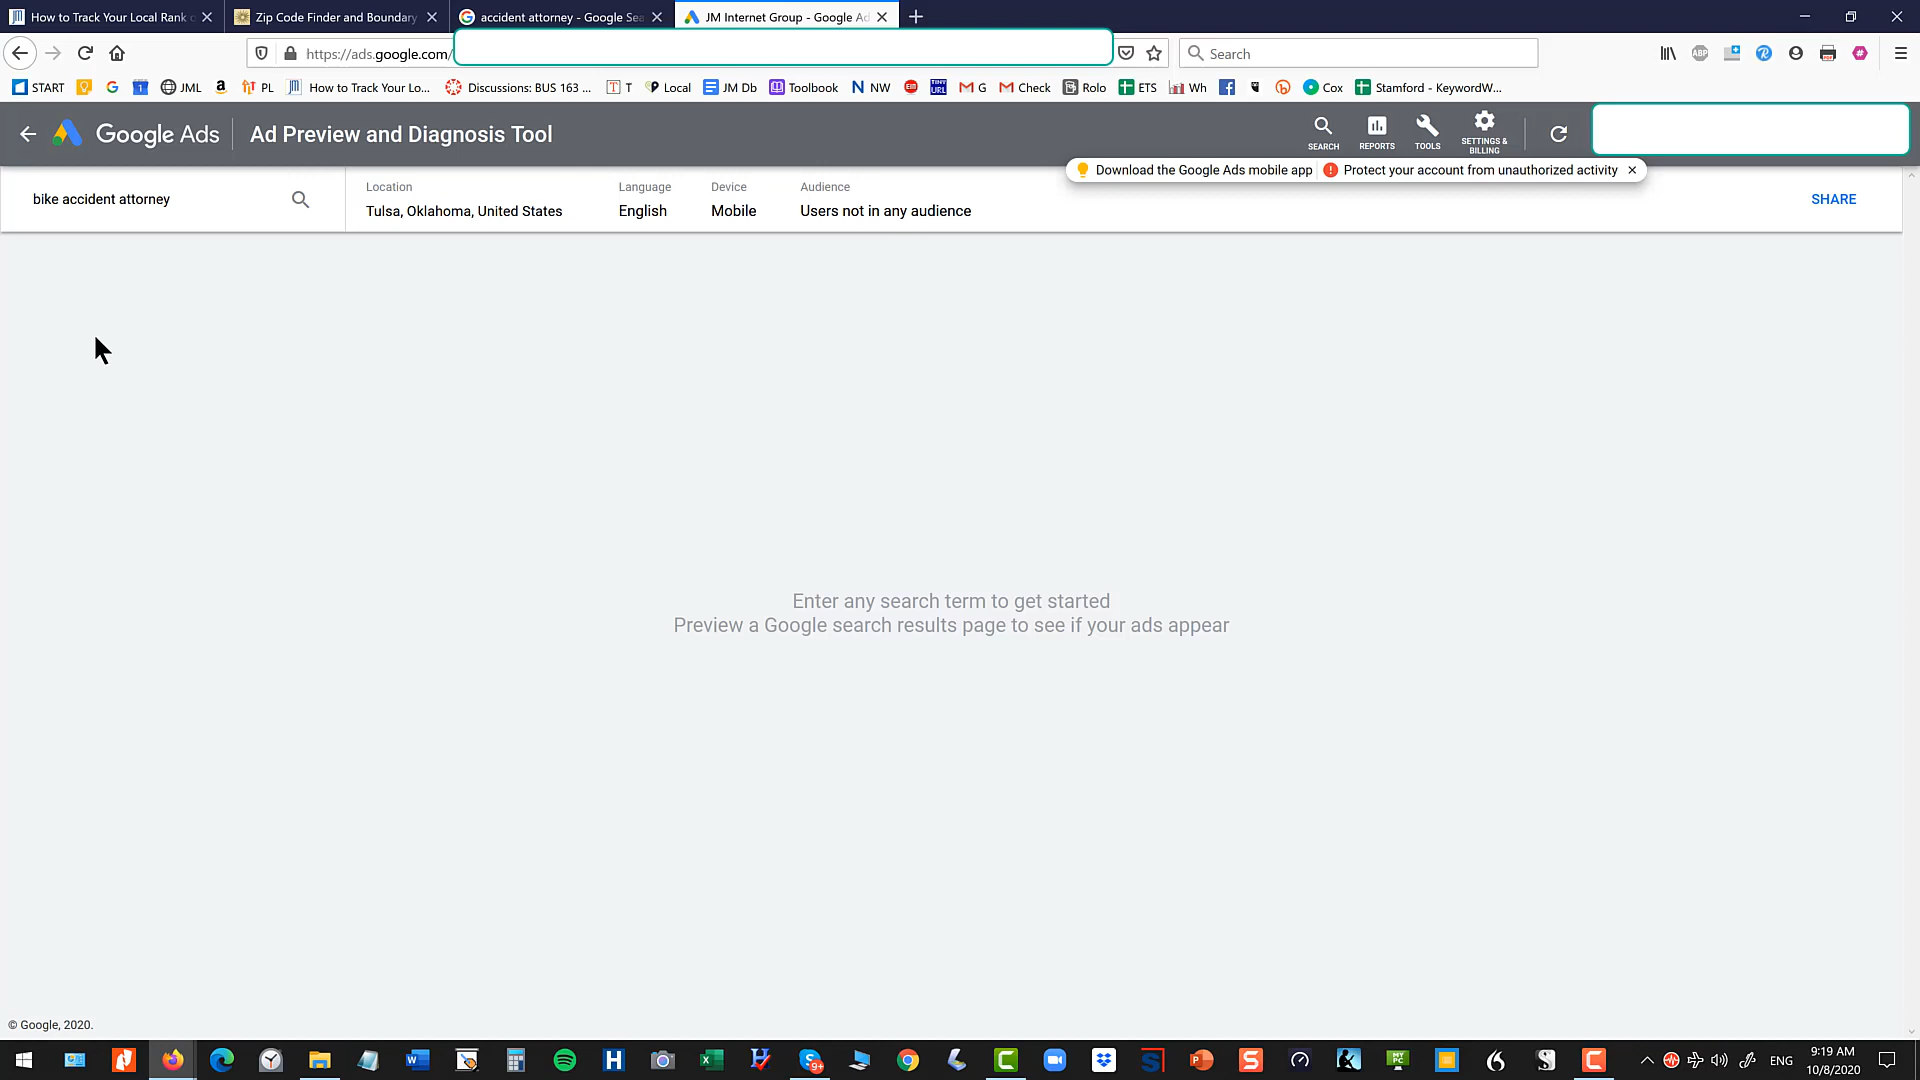 How to Track Your Local Rank o
Zip Code Finder and Boundary
accident attorney - Google Sea
JM Internet Group - Google Ad
https://ads.google.com/
Search
START
JML
PL
How to Track Your Lo...
Discussions: BUS 163 ...
T
Local
JM Db
Toolbook
NW
G
Check
Rolo
ETS
Wh
Cox
Stamford - KeywordW...
Google Ads
Ad Preview and Diagnosis Tool
SEARCH
REPORTS
TOOLS
SETTINGS &
BILLING
Download the Google Ads mobile app
Protect your account from unauthorized activity
bike accident attorney
Location
Tulsa, Oklahoma, United States
Language
English
Device
Mobile
Audience
Users not in any audience
SHARE
Enter any search term to get started
Preview a Google search results page to see if your ads appear
© Google, 2020.
ENG
9:19 AM
10/8/2020